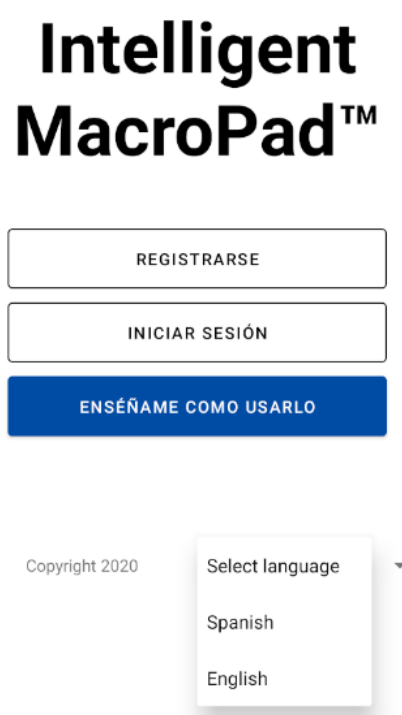 Intelligent
MacroPad™
REGISTRARSE
INICIAR SESIÓN
ENSÉÑAME COMO USARLO
Copyright 2020
Select language
Spanish
English